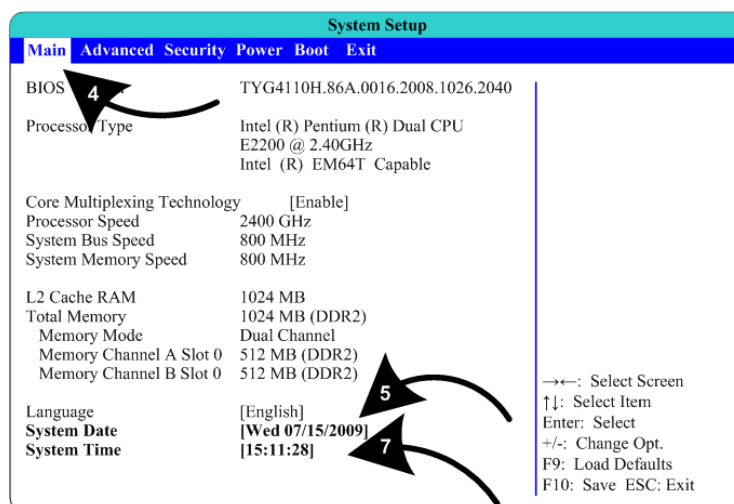 System Setup
Main Advanced Security Power Boot Exit
BIOS TYG4110H.86A.0016.2008.1026.2040
4
Processor Type Intel (R) Pentium (R) Dual CPU
E2200 @ 2.40GHz
Intel (R) EM64T Capable
Core Multiplexing Technology [Enable]
Processor Speed 2400 GHz
System Bus Speed 800 MHz
System Memory Speed 800 MHz
L2 Cache RAM 1024 MB
Total Memory 1024 MB (DDR2)
Memory Mode Dual Channel
Memory Channel A Slot 0 512 MB (DDR2)
Memory Channel B Slot 0 512 MB (DDR2)
5
Language [English]
System Date [Wed 07/15/2009]
System Time [15:11:28]
7
→←: Select Screen
↑↓: Select Item
Enter: Select
+/-: Change Opt.
F9: Load Defaults
F10: Save ESC: Exit